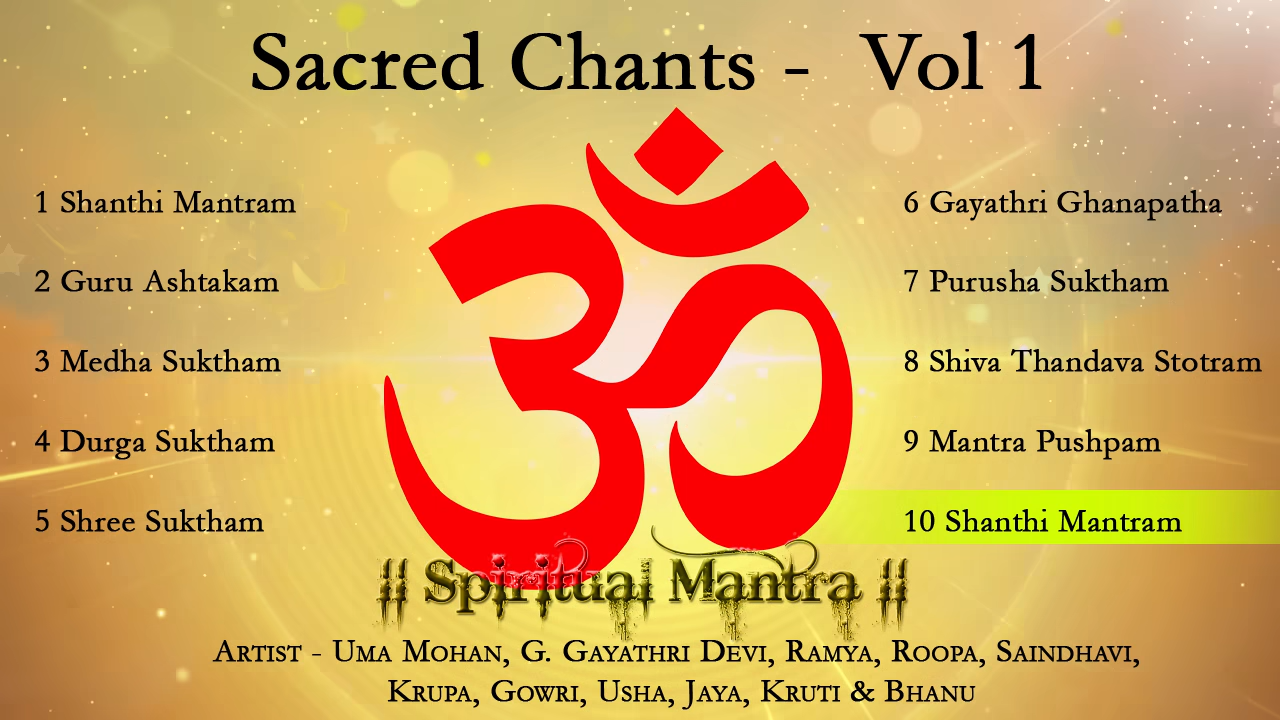 Sacred Chants - Vol 1
1 Shanthi Mantram
2 Guru Ashtakam
3 Medha Suktham
4 Durga Suktham
5 Shree Suktham
6 Gayathri Ghanapatha
7 Purusha Suktham
8 Shiva Thandava Stotram
9 Mantra Pushpam
10 Shanthi Mantram
ॐ
|| Spiritual Mantra ||
Artist - Uma Mohan, G. Gayathri Devi, Ramya, Roopa, Saindhavi,
Krupa, Gowri, Usha, Jaya, Kruti & Bhanu